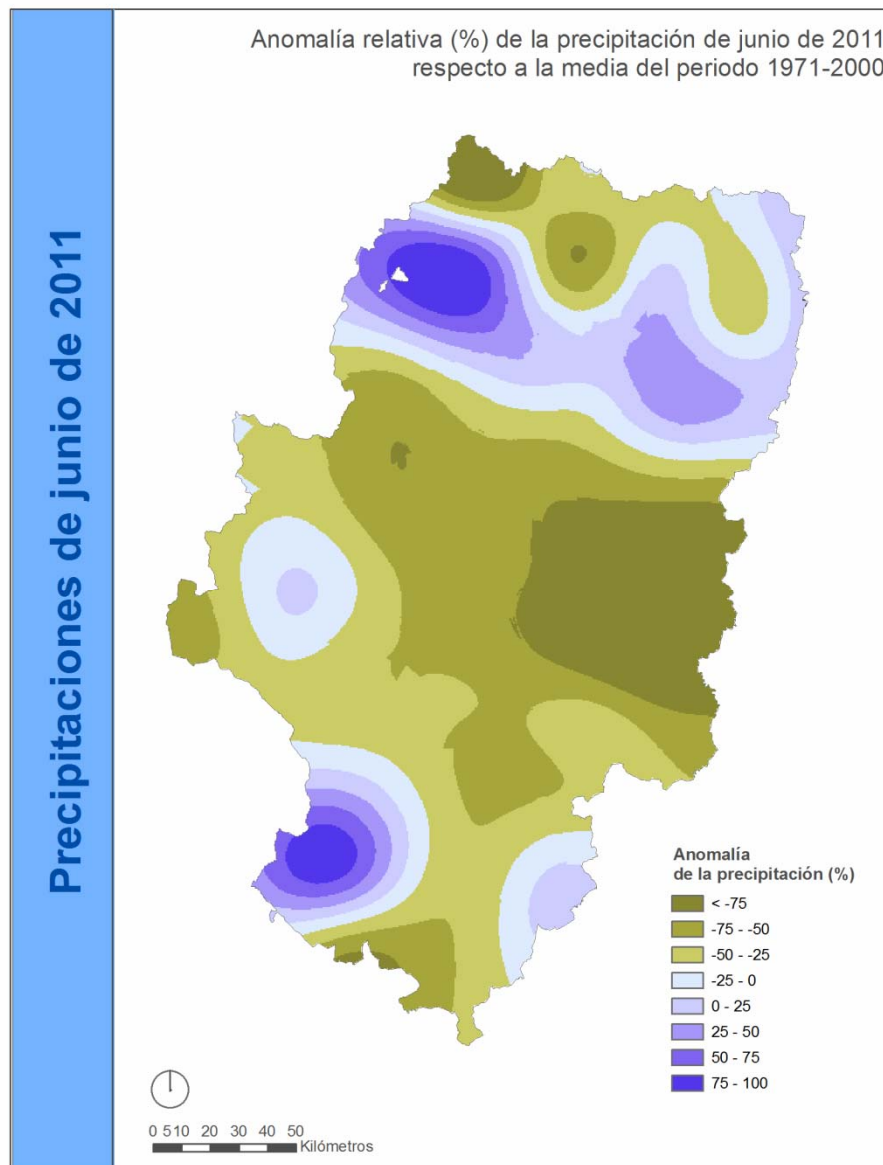 Precipitaciones de junio de 2011
Anomalía relativa (%) de la precipitación de junio de 2011
respecto a la media del periodo 1971-2000
Anomalía
de la precipitación (%)
< -75
-75 - -50
-50 - -25
-25 - 0
0 - 25
25 - 50
50 - 75
75 - 100
0 5 10 20 30 40 50
Kilómetros